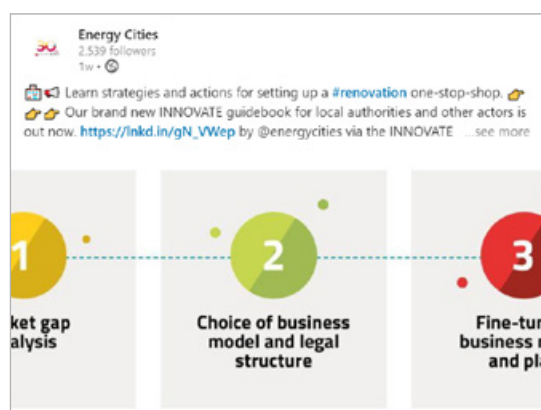 30
Energy Cities
2,539 followers
1w •
Learn strategies and actions for setting up a #renovation one-stop-shop.
Our brand new INNOVATE guidebook for local authorities and other actors is
out now. https://lnkd.in/gN_VWep by @energycities via the INNOVATE ...see more
1
2
3
ket gap
alysis
Choice of business
model and legal
structure
Fine-tur
business
and pla